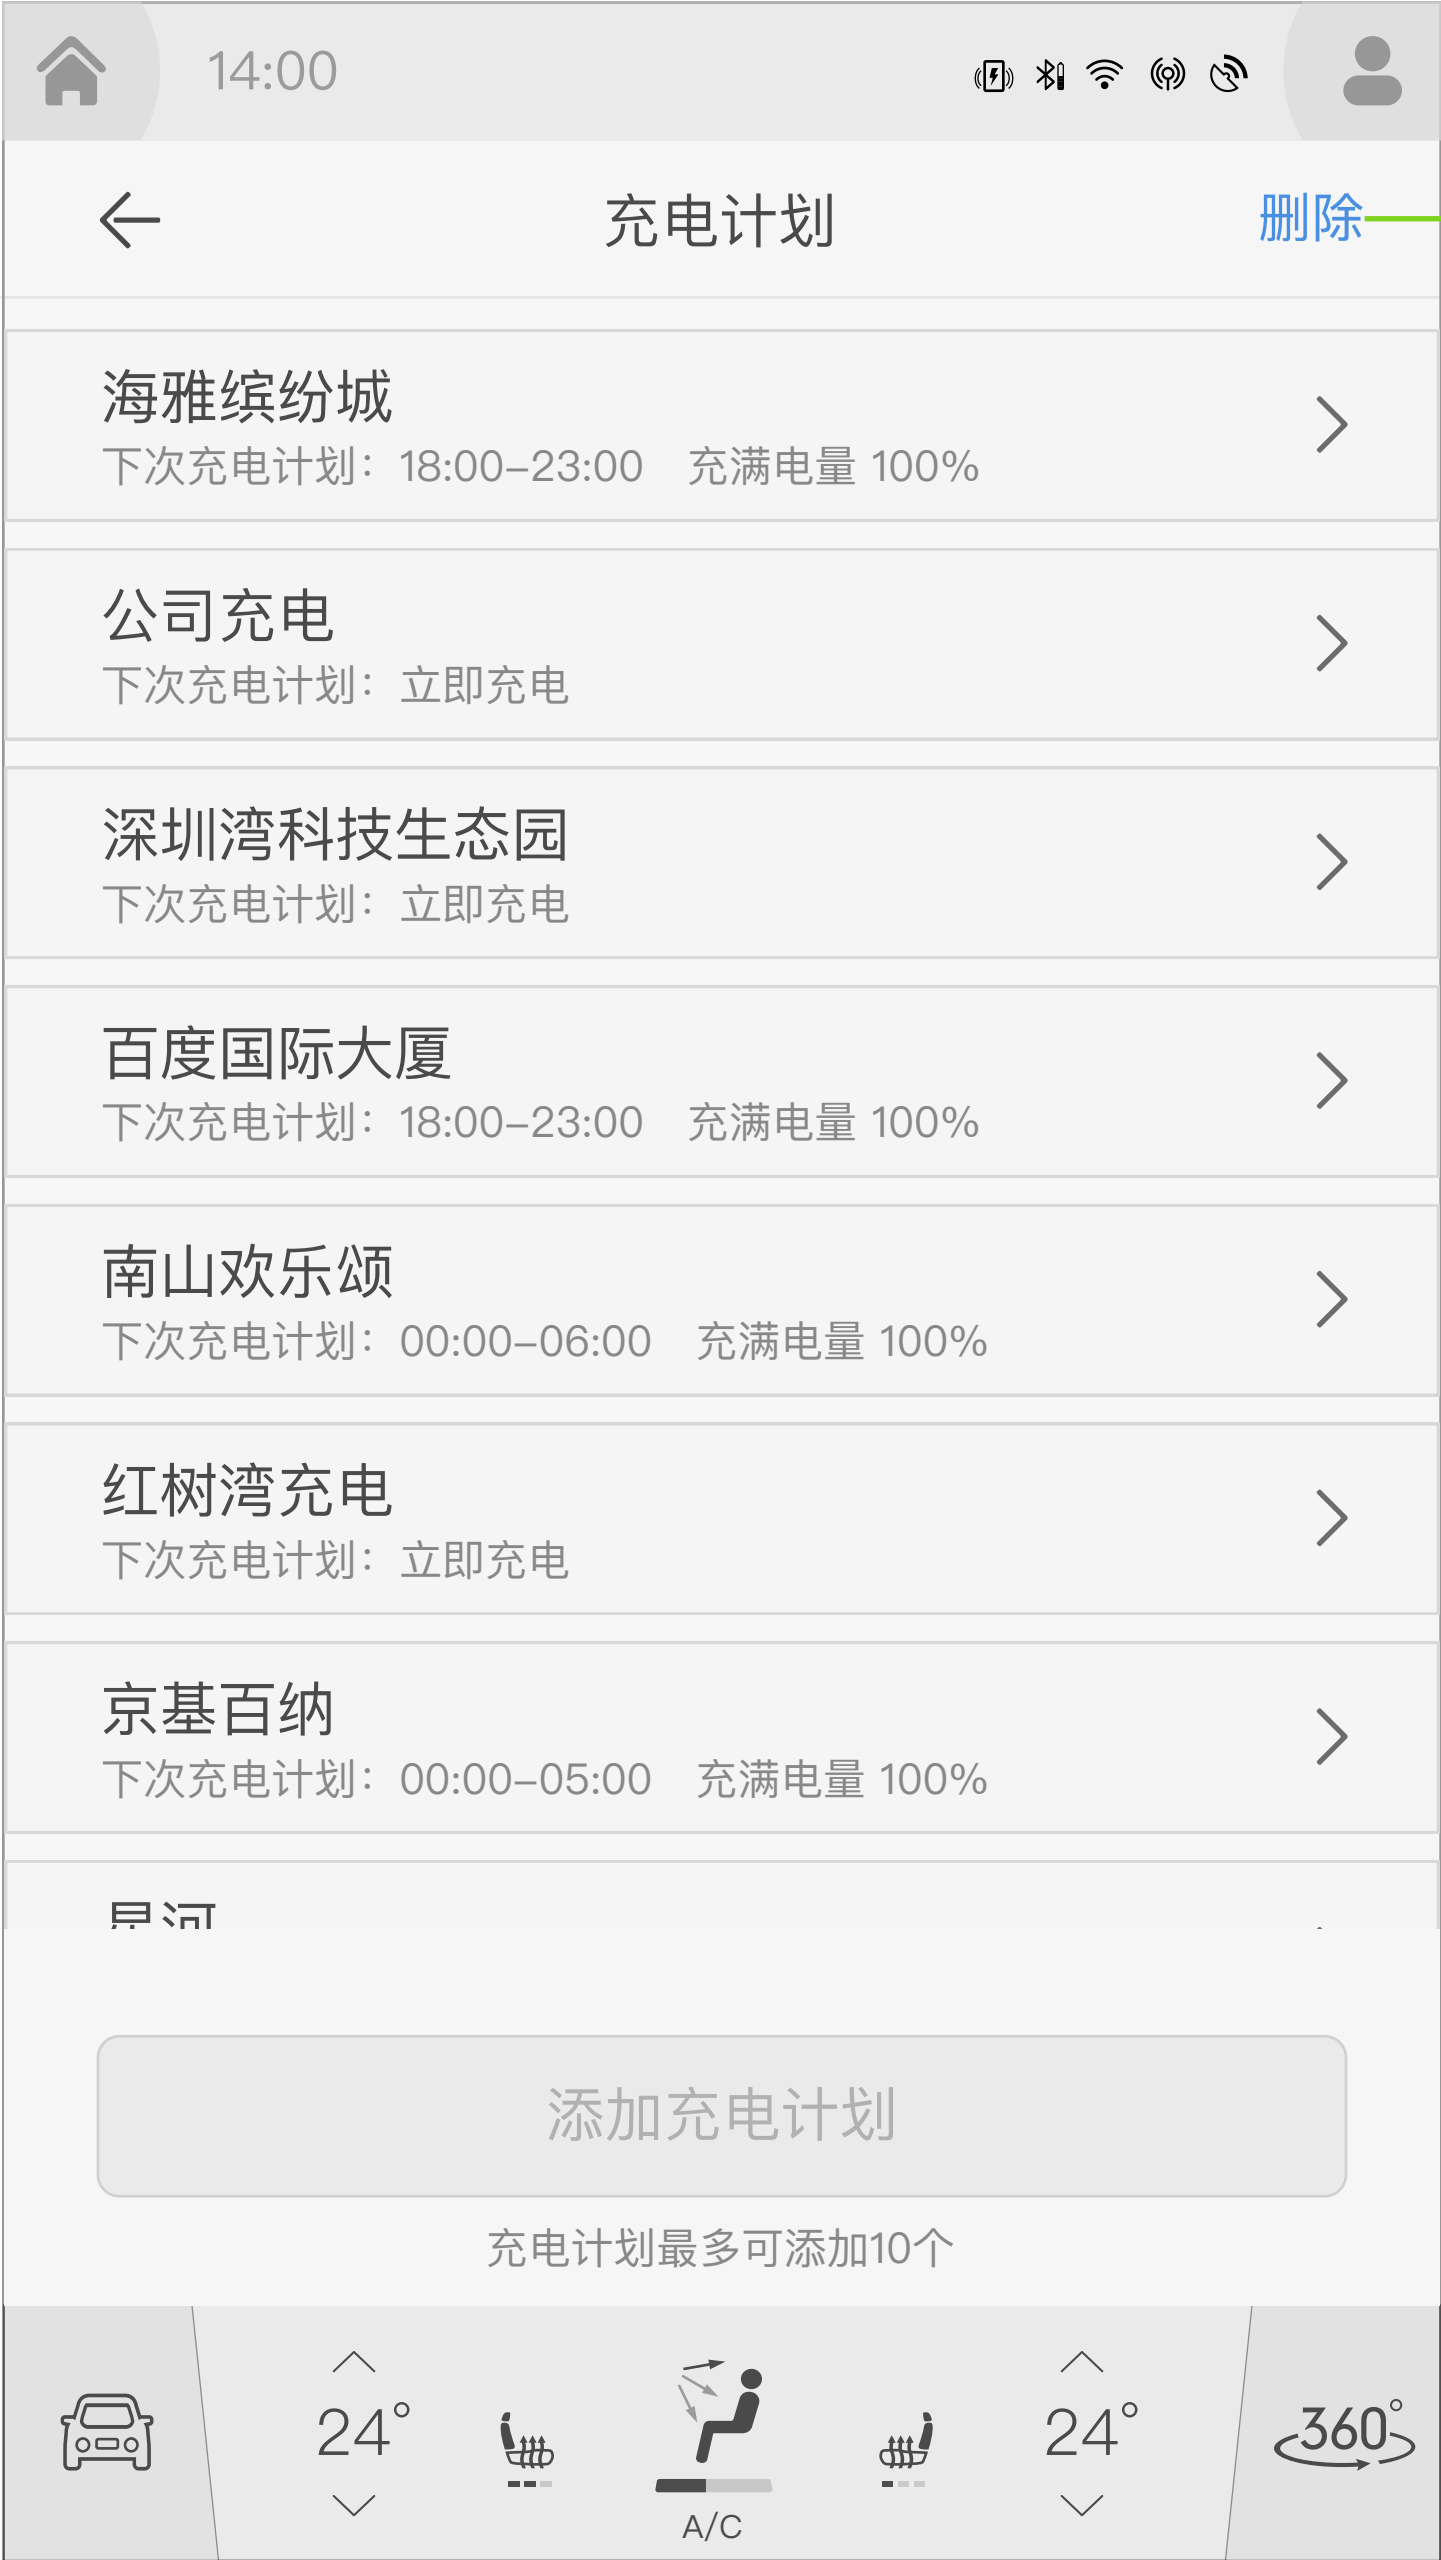 14:00
充电计划
删除
海雅缤纷城
下次充电计划：18:00–23:00 充满电量 100%
公司充电
下次充电计划：立即充电
深圳湾科技生态园
下次充电计划：立即充电
百度国际大厦
下次充电计划：18:00–23:00 充满电量 100%
南山欢乐颂
下次充电计划：00:00–06:00 充满电量 100%
红树湾充电
下次充电计划：立即充电
京基百纳
下次充电计划：00:00–05:00 充满电量 100%
星河
添加充电计划
充电计划最多可添加10个
24°
24°
360°
A/C